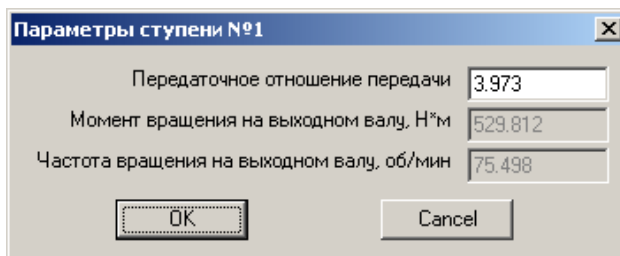 Параметры ступени №1
Передаточное отношение передачи 3.973
Момент вращения на выходном валу, Н*м 529.812
Частота вращения на выходном валу, об/мин 75.498
OK Cancel